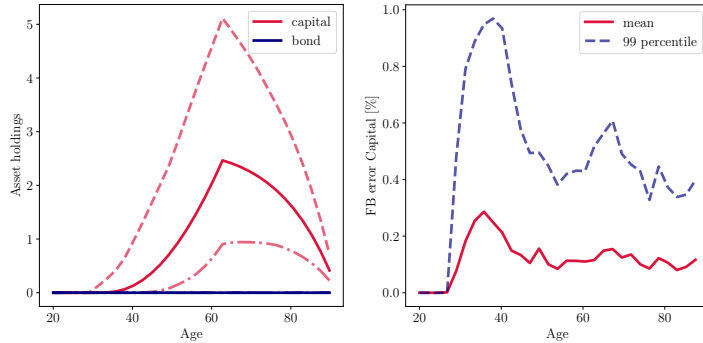 capital
bond
Asset holdings
5
4
3
2
1
0
20
40
60
80
Age
mean
99 percentile
FB error Capital [%]
1.0
0.8
0.6
0.4
0.2
0.0
20
40
60
80
Age